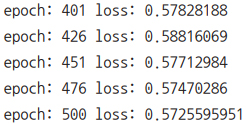 epoch: 401 loss: 0.57828188
epoch: 426 loss: 0.58816069
epoch: 451 loss: 0.57712984
epoch: 476 loss: 0.57470286
epoch: 500 loss: 0.5725595951